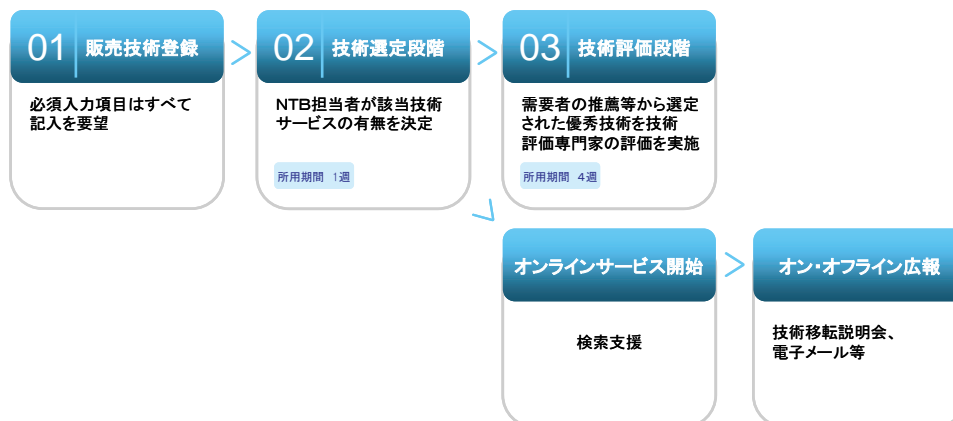 01 販売技術登録
必須入力項目はすべて
記入を要望
02 技術選定段階
NTB担当者が該当技術
サービスの有無を決定
所用期間 1週
03 技術評価段階
需要者の推薦等から選定
された優秀技術を技術
評価専門家の評価を実施
所用期間 4週
オンラインサービス開始
検索支援
オン・オフライン広報
技術移転説明会、
電子メール等